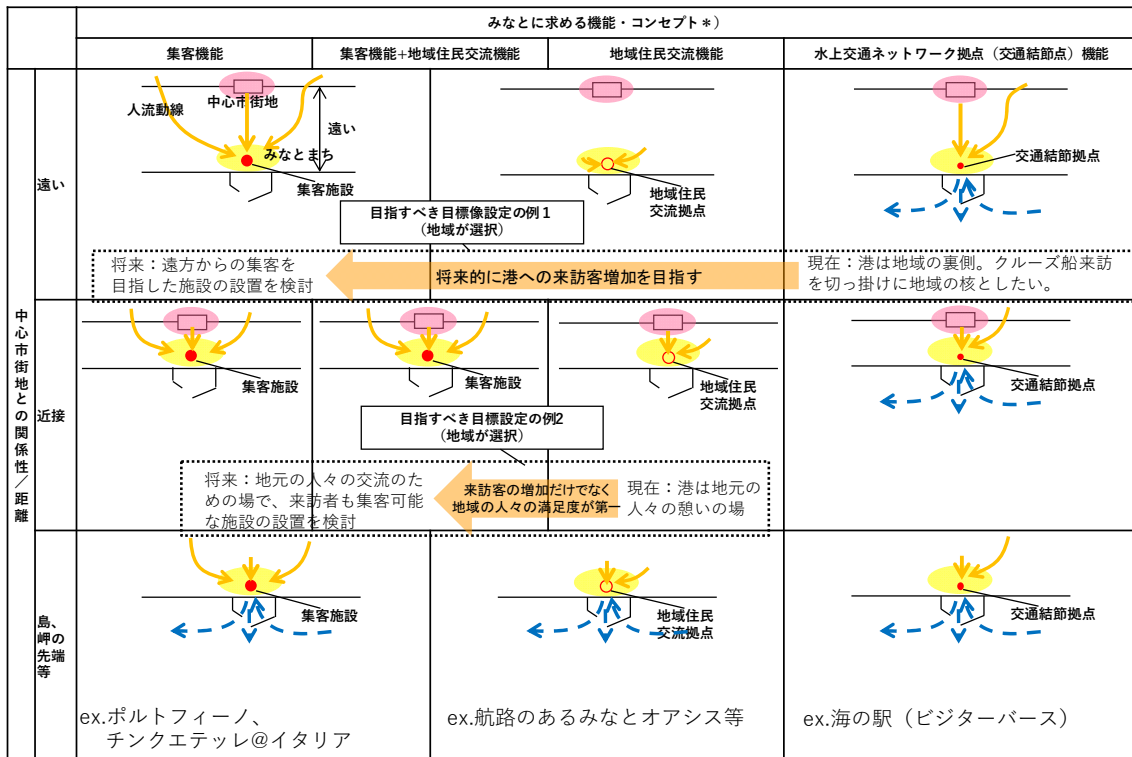 みなとに求める機能・コンセプト＊）
集客機能
集客機能+地域住民交流機能
地域住民交流機能
水上交通ネットワーク拠点（交通結節点）機能
中心市街地との関係性／距離
遠い
人流動線
中心市街地
遠い
みなとまち
集客施設
地域住民
交流拠点
交通結節拠点
目指すべき目標像設定の例１
（地域が選択）
将来：遠方からの集客を
目指した施設の設置を検討
将来的に港への来訪客増加を目指す
現在：港は地域の裏側。クルーズ船来訪
を切っ掛けに地域の核としたい。
近接
集客施設
集客施設
地域住民
交流拠点
交通結節拠点
目指すべき目標設定の例2
（地域が選択）
将来：地元の人々の交流のた
めの場で、来訪者も集客可能
な施設の設置を検討
来訪客の増加だけでなく
地域の人々の満足度が第一
現在：港は地元の
人々の憩いの場
島、
岬の
先端
等
集客施設
地域住民
交流拠点
交通結節拠点
ex.ポルトフィーノ、
チンクエテッレ@イタリア
ex.航路のあるみなとオアシス等
ex.海の駅（ビジターバース）